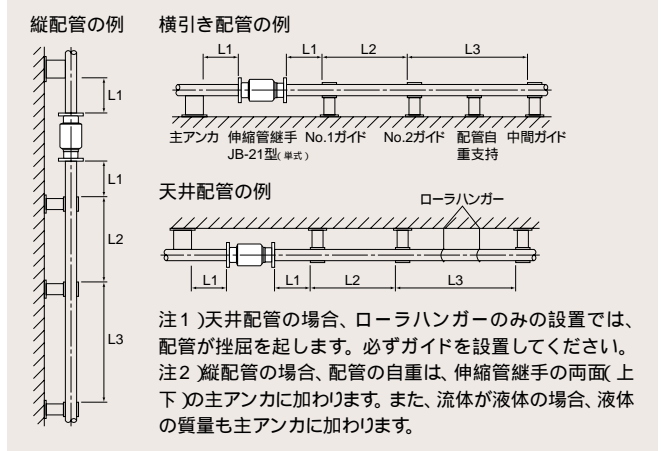 縦配管の例
L1
L1
L2
L3
横引き配管の例
L1 L1 L2 L3
主アンカ 伸縮管継手 No.1ガイド No.2ガイド 配管自 中間ガイド
JB-21型(単式) 重支持
天井配管の例
ローラハンガー
L1 L1 L2 L3
注1)天井配管の場合、ローラハンガーのみの設置では、
配管が挫屈を起します。必ずガイドを設置してください。
注2)縦配管の場合、配管の自重は、伸縮管継手の両面(上
下)の主アンカに加わります。また、流体が液体の場合、液体
の質量も主アンカに加わります。